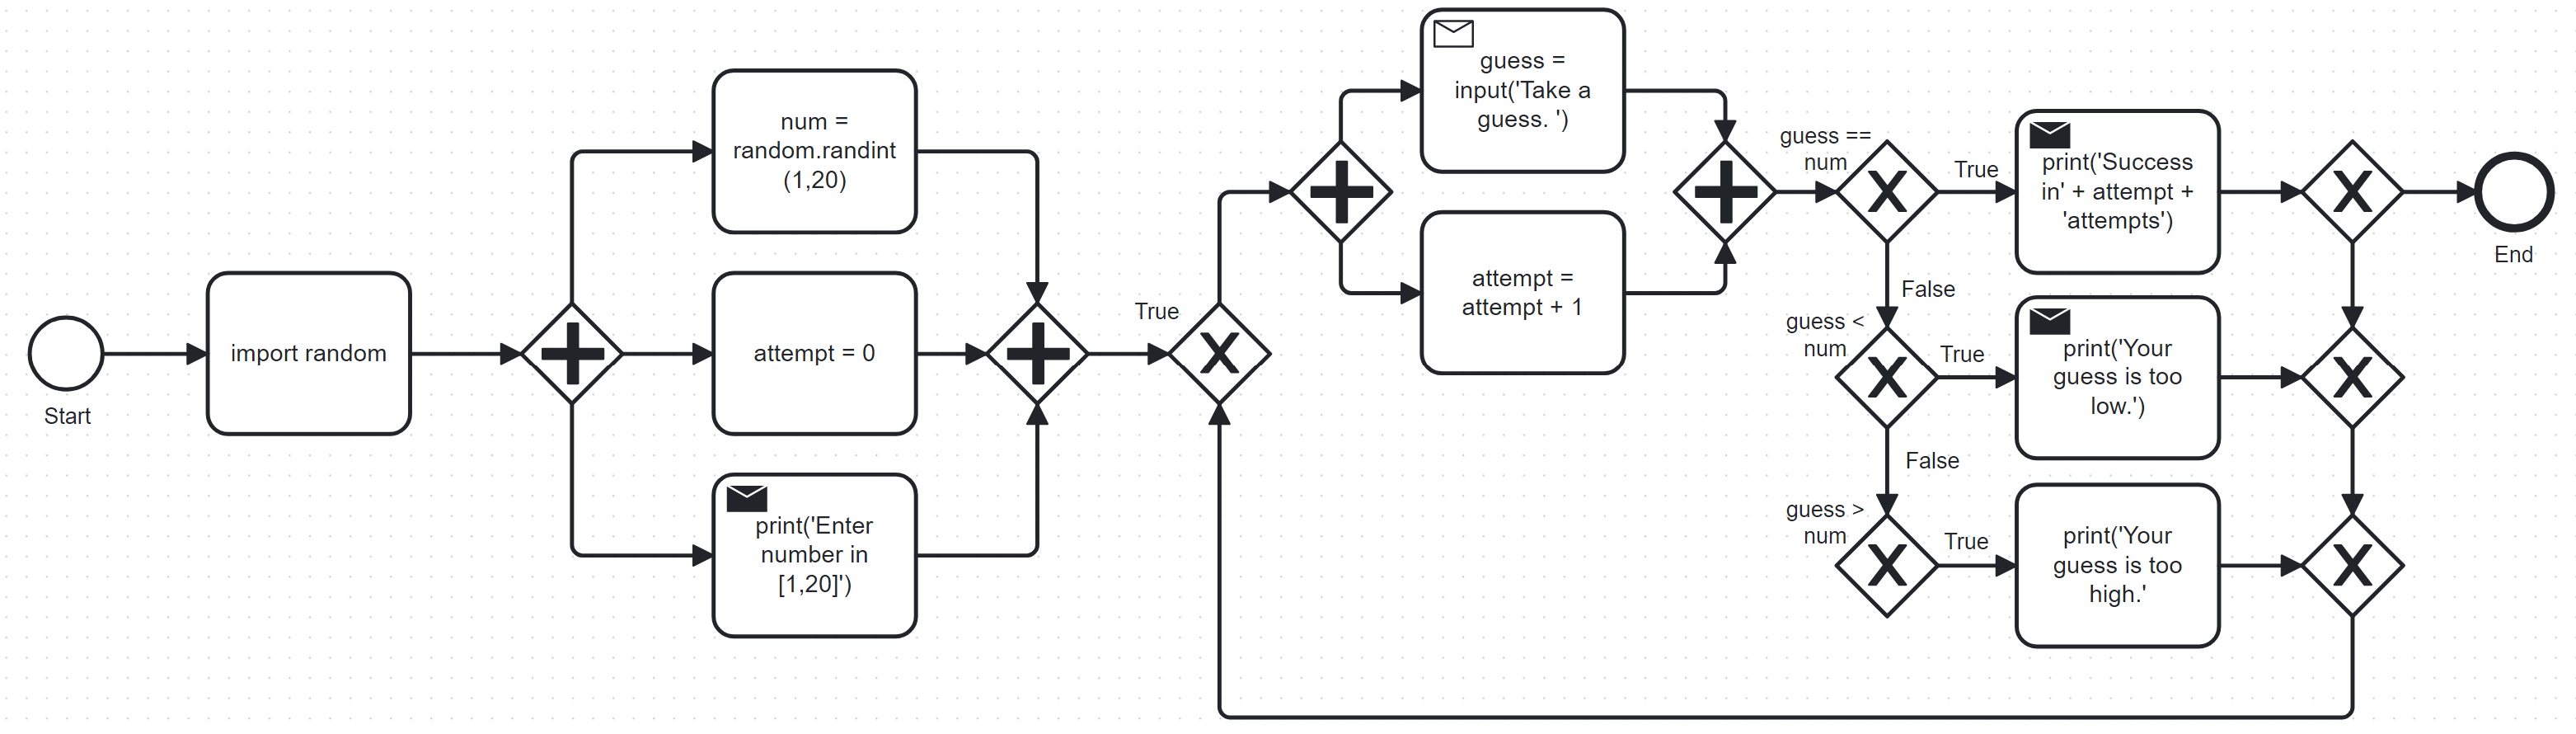 Start
import random
num =
random.randint
(1,20)
attempt = 0
print('Enter
number in
[1,20]')
True
guess =
input('Take a
guess. ')
attempt =
attempt + 1
guess ==
num
True
print('Success
in' + attempt +
'attempts')
End
False
guess <
num
True
print('Your
guess is too
low.')
False
guess >
num
True
print('Your
guess is too
high.'